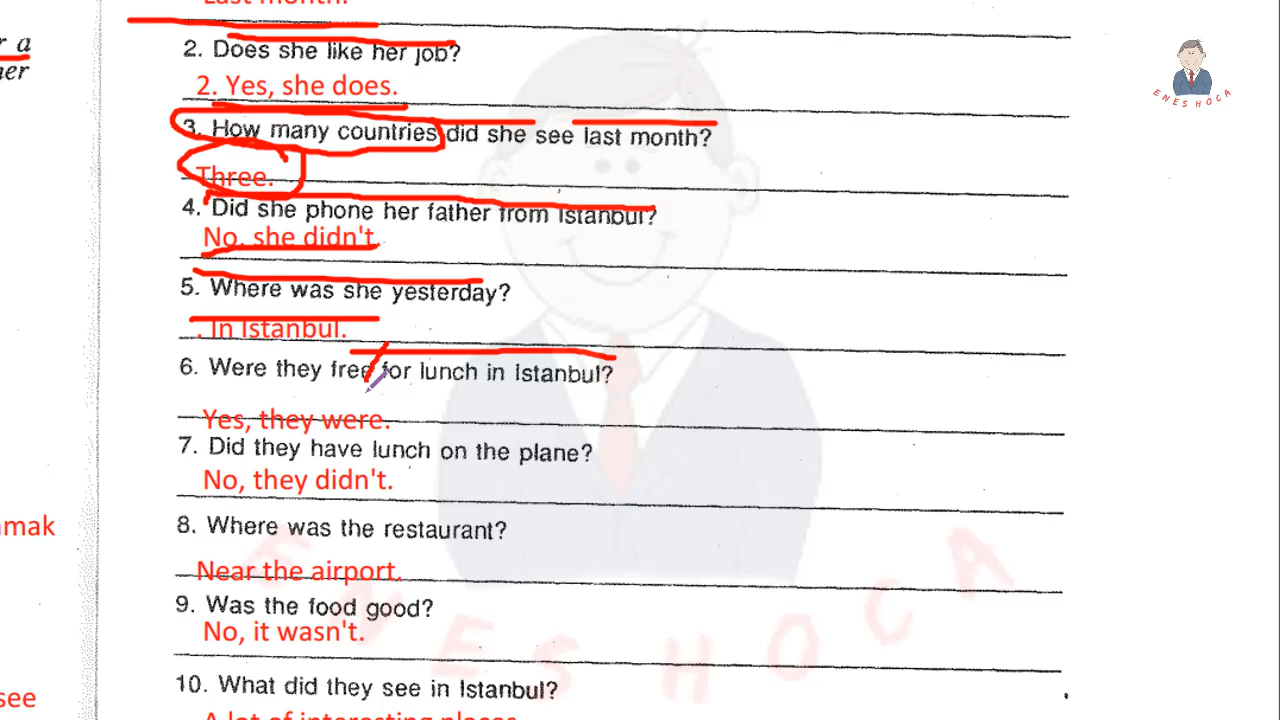 Last month.
r a
ner
2. Does she like her job?
2. Yes, she does.
3. How many countries did she see last month?
Three.
4. Did she phone her father from Istanbul?
No, she didn't.
5. Where was she yesterday?
. In Istanbul.
6. Were they free for lunch in Istanbul?
Yes, they were.
7. Did they have lunch on the plane?
No, they didn't.
8. Where was the restaurant?
Near the airport.
9. Was the food good?
No, it wasn't.
10. What did they see in Istanbul?
A lot of interesting places
amak
see
ENES HOCA
ENES HOCA